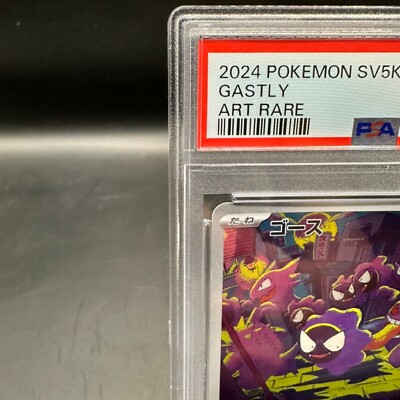 2024 POKEMON SV5K
GASTLY
ART RARE
PSA
たね ゴース